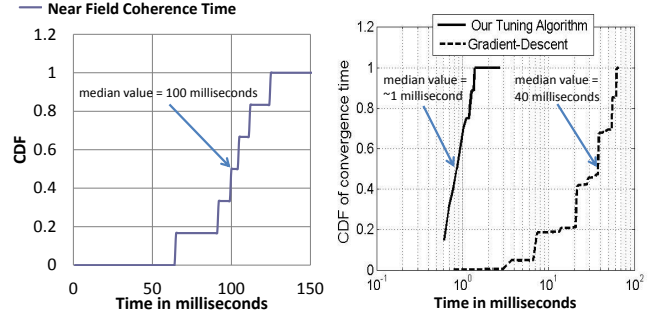 Near Field Coherence Time
1.2
1
0.8
0.6
0.4
0.2
0
CDF
median value = 100 milliseconds
0 50 100 150
Time in milliseconds
Our Tuning Algorithm
Gradient-Descent
1.2
1
0.8
0.6
0.4
0.2
0
CDF of convergence time
median value =
~1 millisecond
median value =
40 milliseconds
10^-1 10^0 10^1 10^2
Time in milliseconds